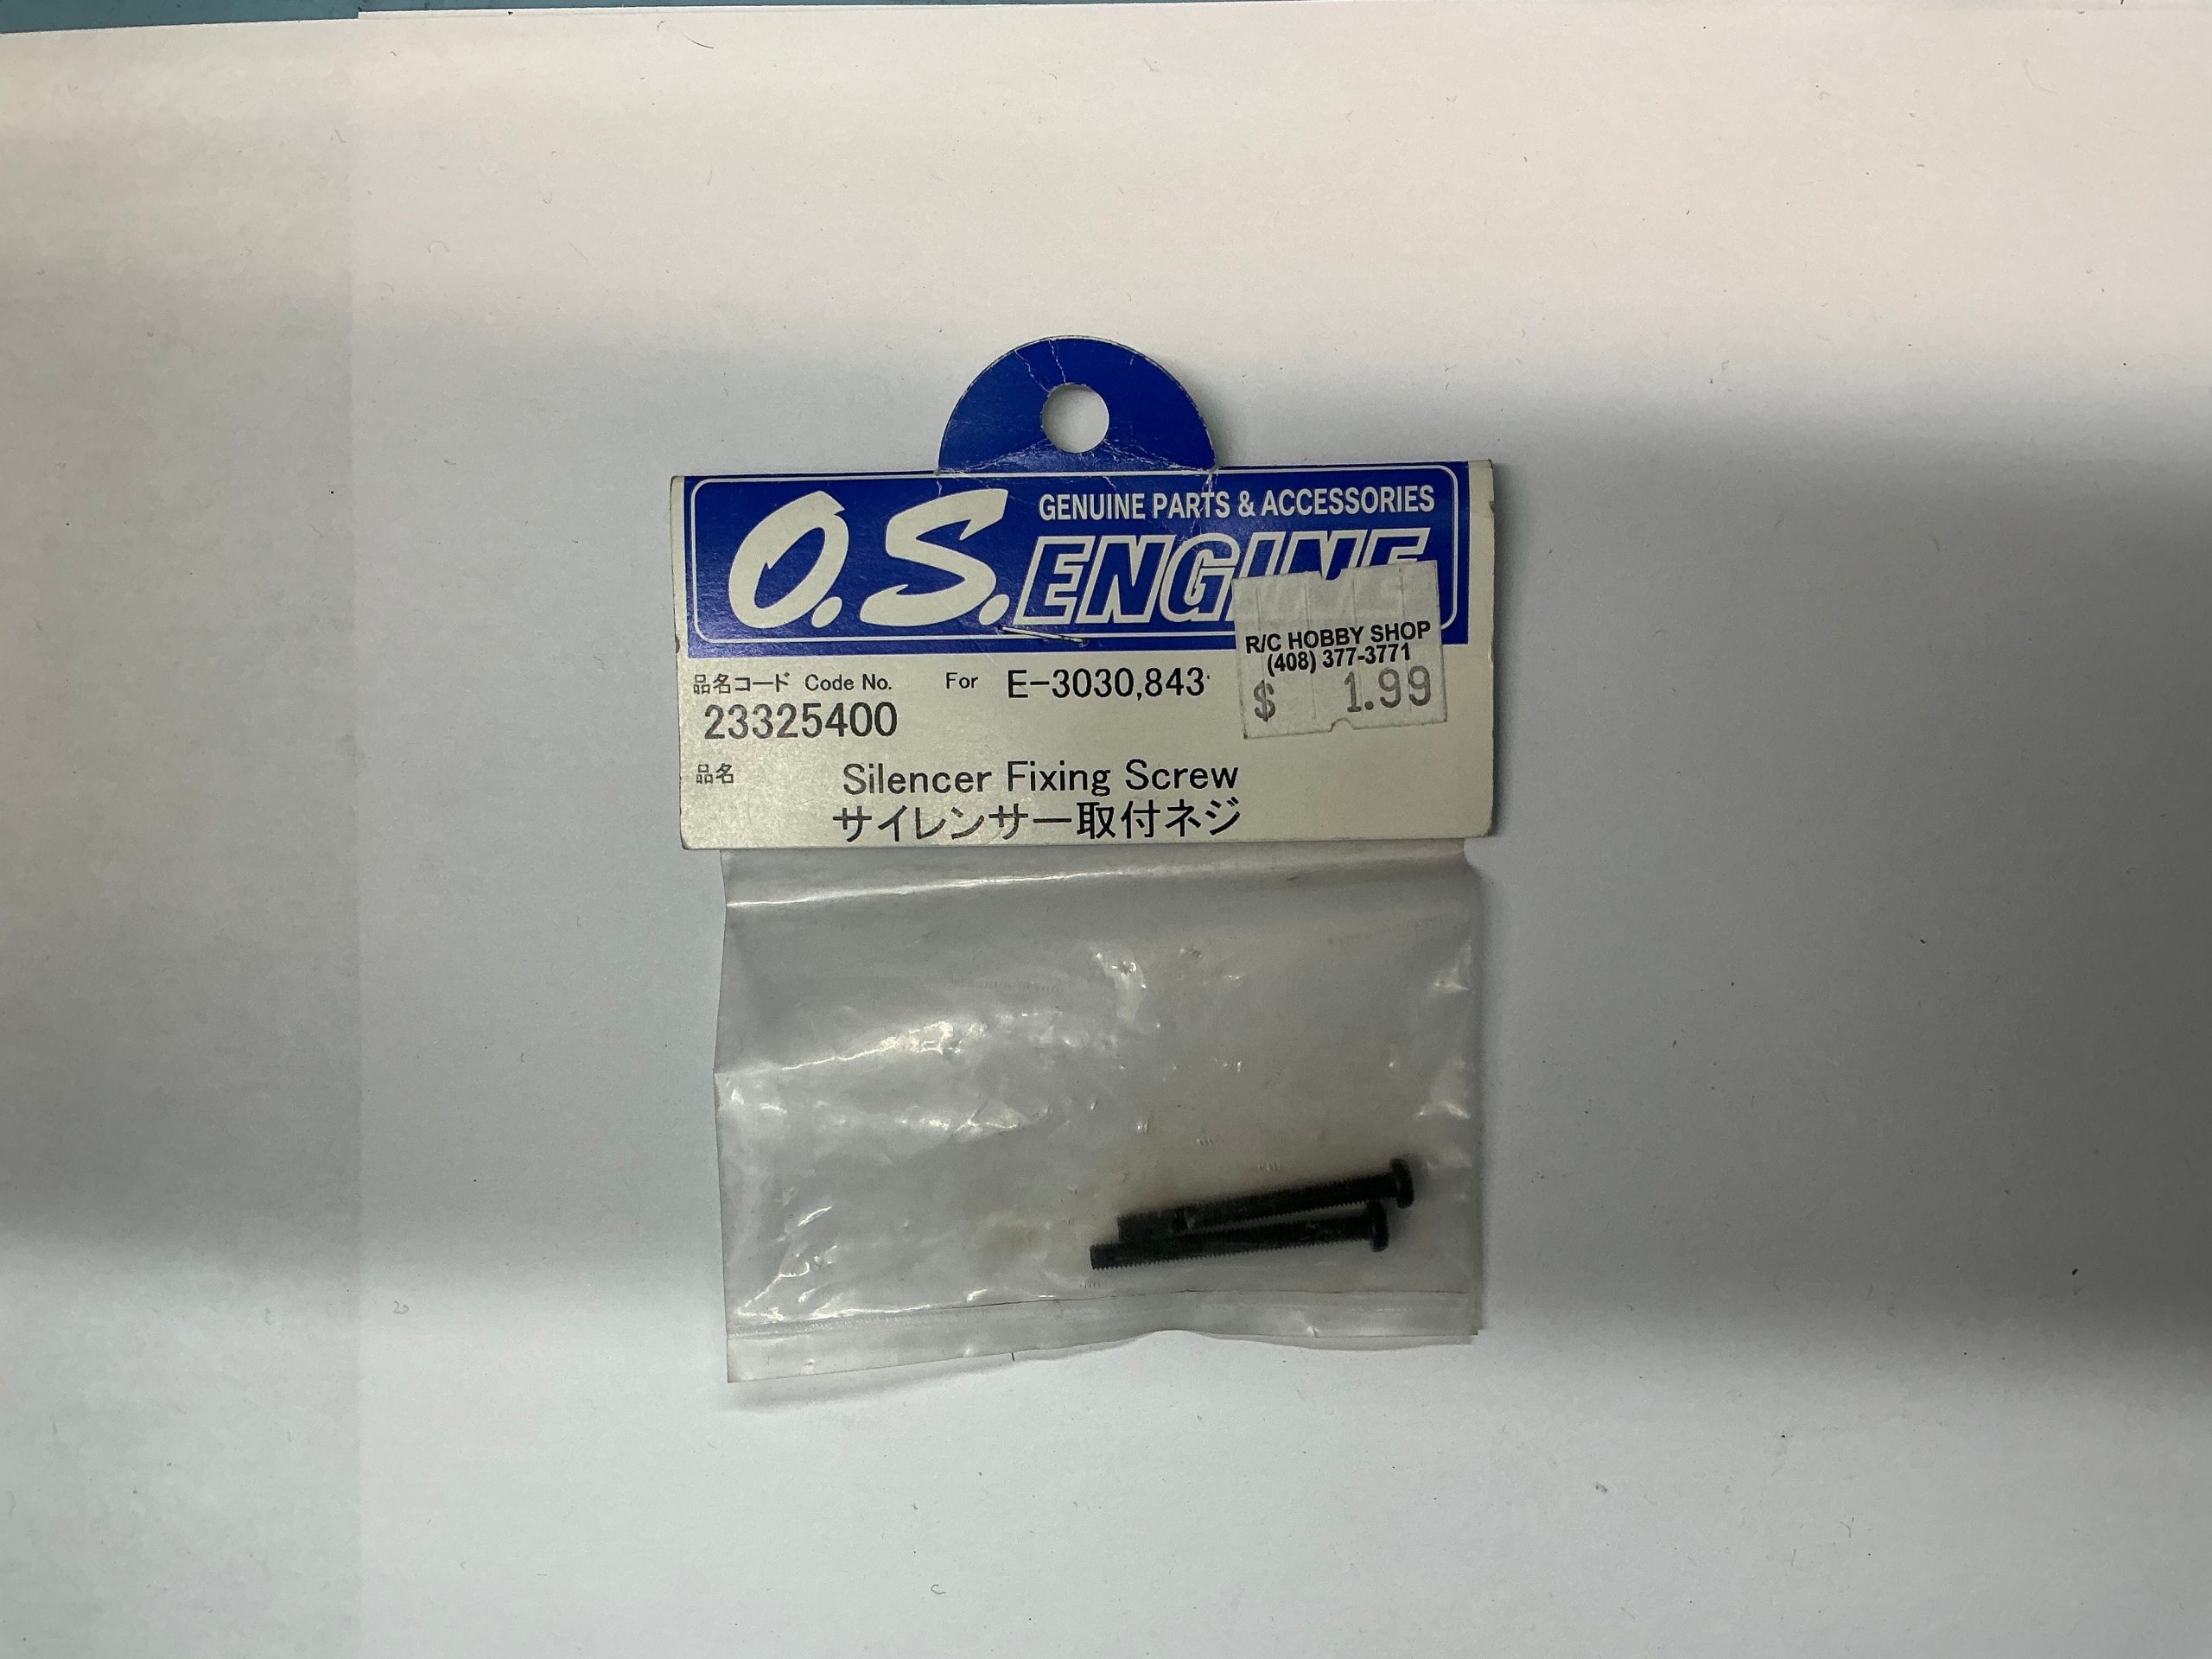 GENUINE PARTS & ACCESSORIES
O.S. ENGINE
R/C HOBBY SHOP
(408) 377-3771
$ 1.99
品名コード Code No. For E-3030,843
23325400
品名 Silencer Fixing Screw
サイレンサー取付ネジ